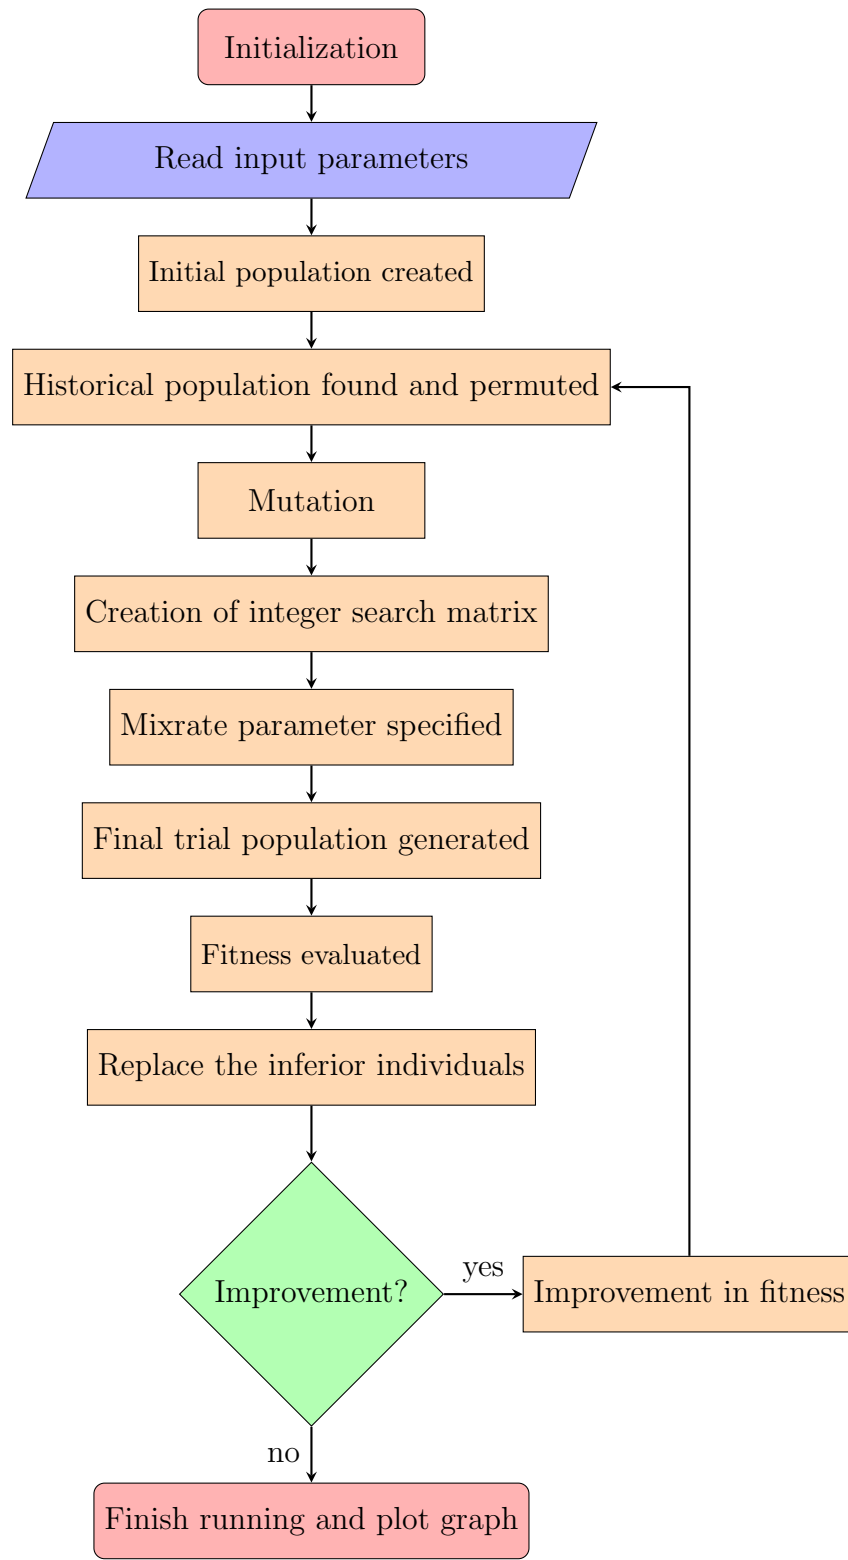 Initialization
Read input parameters
Initial population created
Historical population found and permuted
Mutation
Creation of integer search matrix
Mixrate parameter specified
Final trial population generated
Fitness evaluated
Replace the inferior individuals
Improvement?
yes
Improvement in fitness
no
Finish running and plot graph